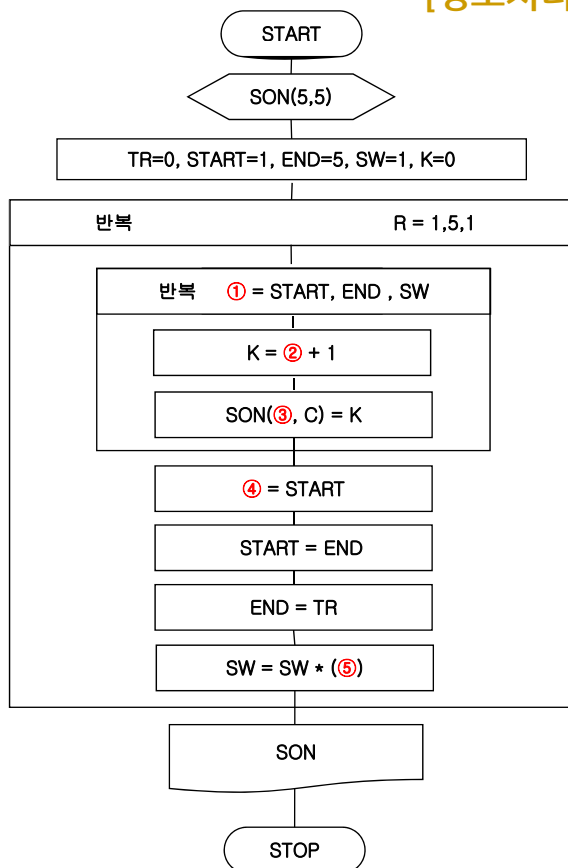 START
SON(5,5)
TR=0, START=1, END=5, SW=1, K=0
반복 R = 1,5,1
반복 ① = START, END , SW
K = ② + 1
SON(③, C) = K
④ = START
START = END
END = TR
SW = SW * (⑤)
SON
STOP